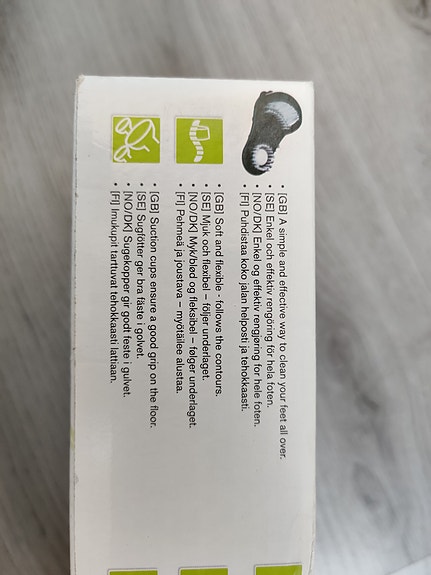 • [GB] A simple and effective way to clean your feet all over.
• [SE] Enkel och effektiv rengöring för hela foten.
• [NO/DK] Enkel og effektiv rengjøring for hele foten.
• [FI] Puhdistaa koko jalan helposti ja tehokkaasti.
• [GB] Soft and flexible - follows the contours.
• [SE] Mjuk och flexibel – följer underlaget.
• [NO/DK] Myk/blød og fleksibel – følger underlaget.
• [FI] Pehmeä ja joustava – myötäilee alustaa.
• [GB] Suction cups ensure a good grip on the floor.
• [SE] Sugfötter ger bra fäste i golvet.
• [NO/DK] Sugekopper gir godt feste i gulvet.
• [FI] Imukupit tarttuvat tehokkaasti lattiaan.